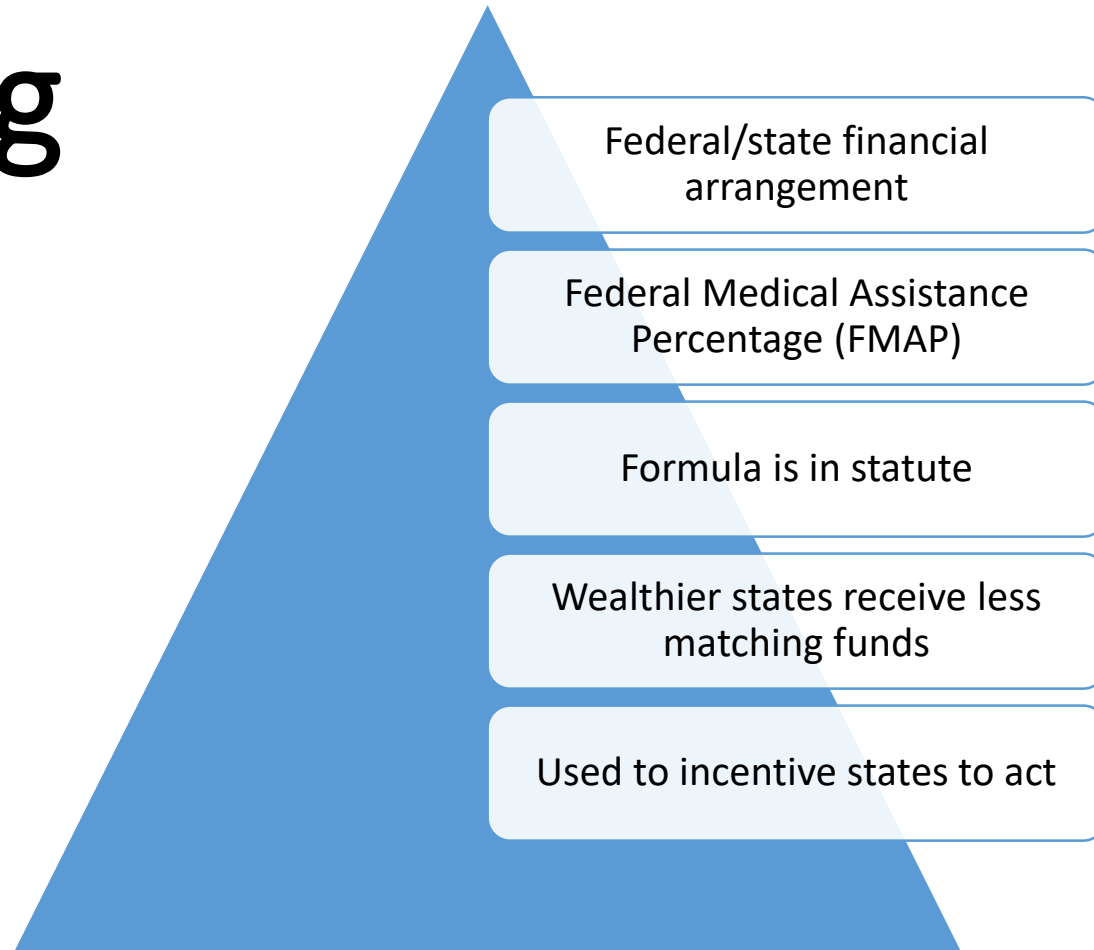 g
Federal/state financial
arrangement
Federal Medical Assistance
Percentage (FMAP)
Formula is in statute
Wealthier states receive less
matching funds
Used to incentive states to act